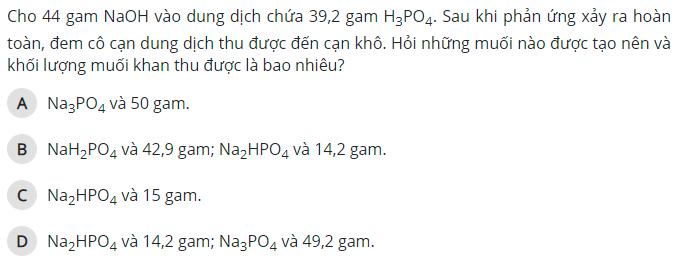 Cho 44 gam NaOH vào dung dịch chứa 39,2 gam H₃PO₄. Sau khi phản ứng xảy ra hoàn
toàn, đem cô cạn dung dịch thu được đến cạn khô. Hỏi những muối nào được tạo nên và
khối lượng muối khan thu được là bao nhiêu?
A Na₃PO₄ và 50 gam.
B NaH₂PO₄ và 42,9 gam; Na₂HPO₄ và 14,2 gam.
C Na₂HPO₄ và 15 gam.
D Na₂HPO₄ và 14,2 gam; Na₃PO₄ và 49,2 gam.